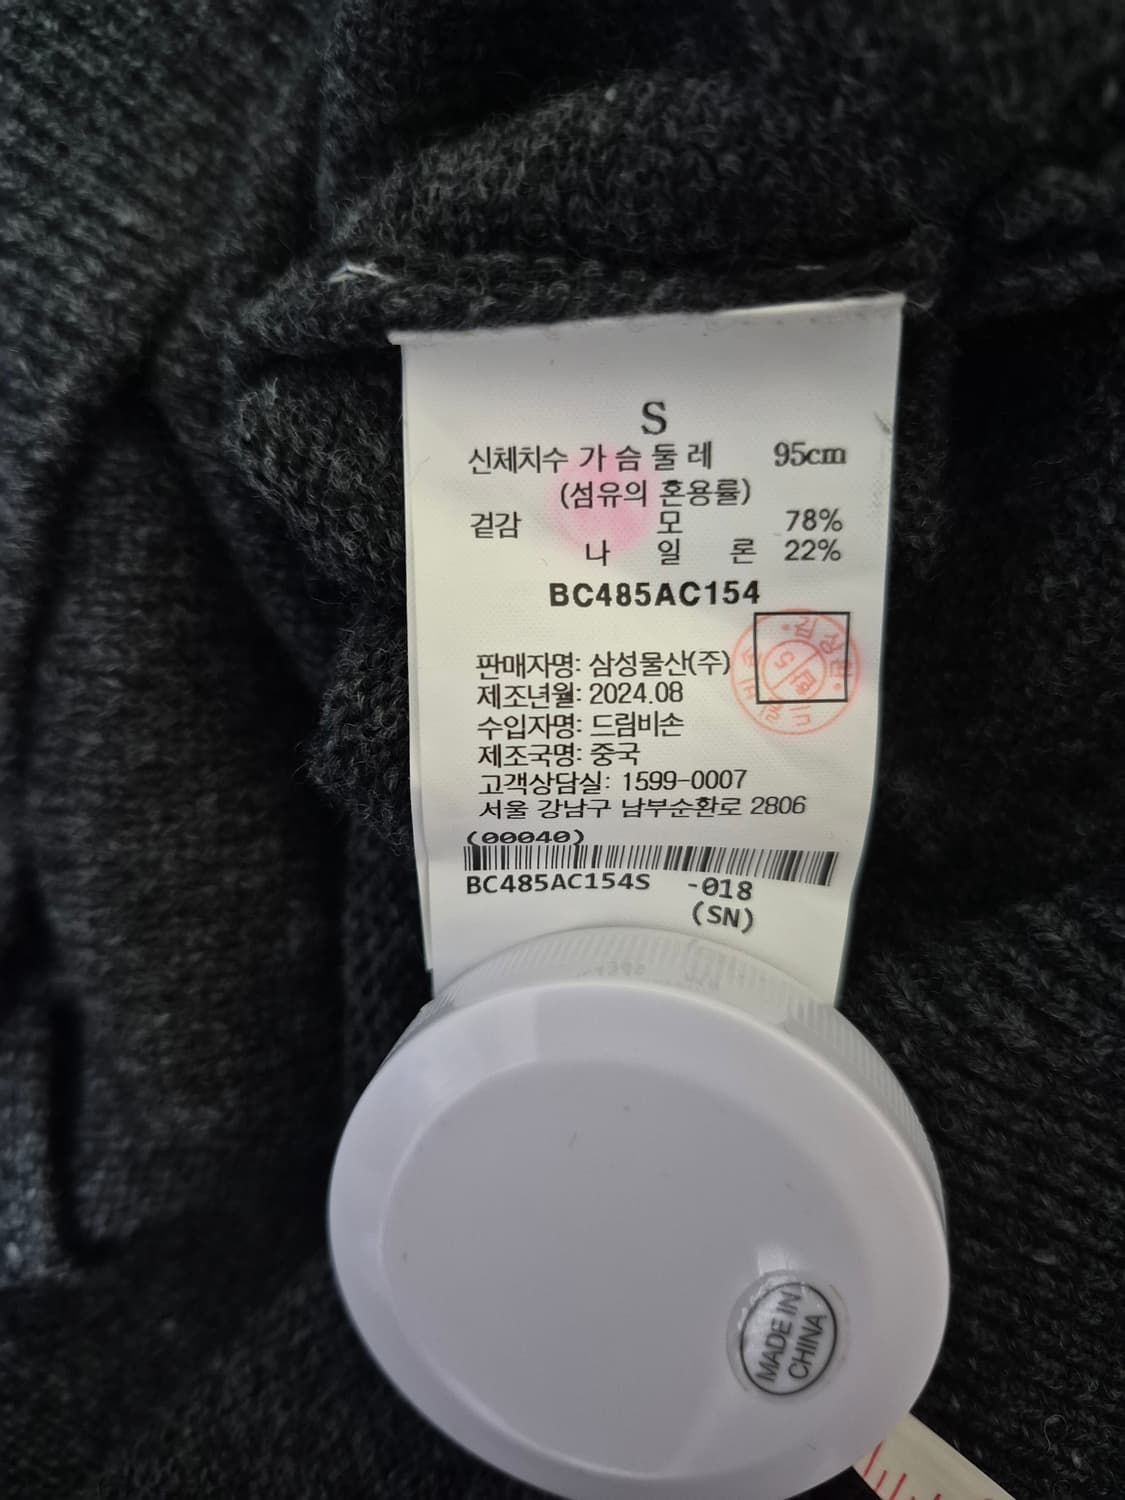 S
신체치수 가 슴 둘 레 95cm
(섬유의 혼용률)
겉감 모 78%
나 일 론 22%
BC485AC154
판매자명: 삼성물산(주)
제조년월: 2024.08
수입자명: 드림비손
제조국명: 중국
고객상담실: 1599-0007
서울 강남구 남부순환로 2806
(00040)
BC485AC154S -018
(SN)
MADE IN
CHINA